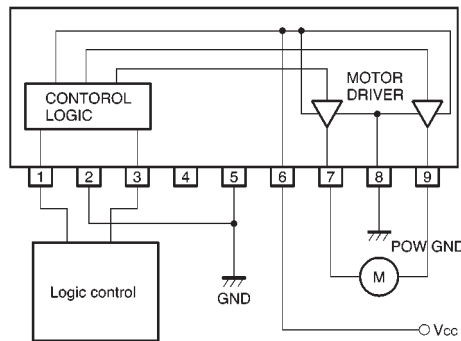 MOTOR
DRIVER
CONTOROL
LOGIC
1
2
3
4
5
6
7
8
9
POW GND
Logic control
M
GND
Vcc